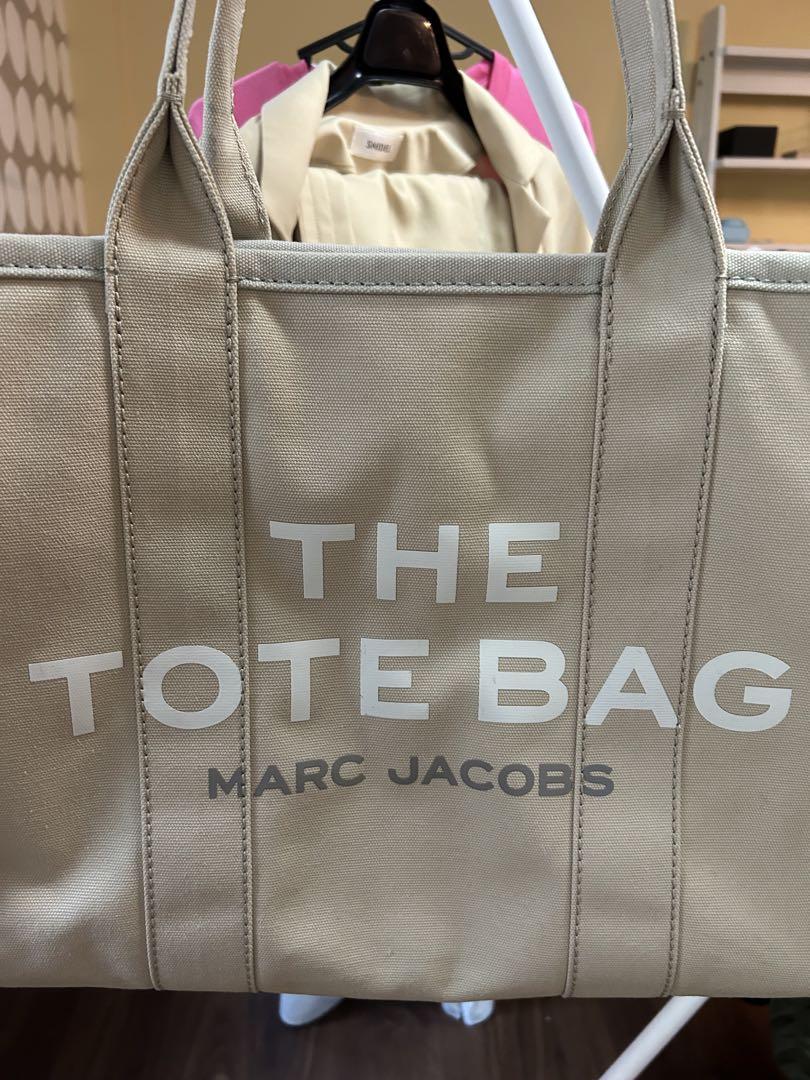 THE
TOTE BAG
MARC JACOBS